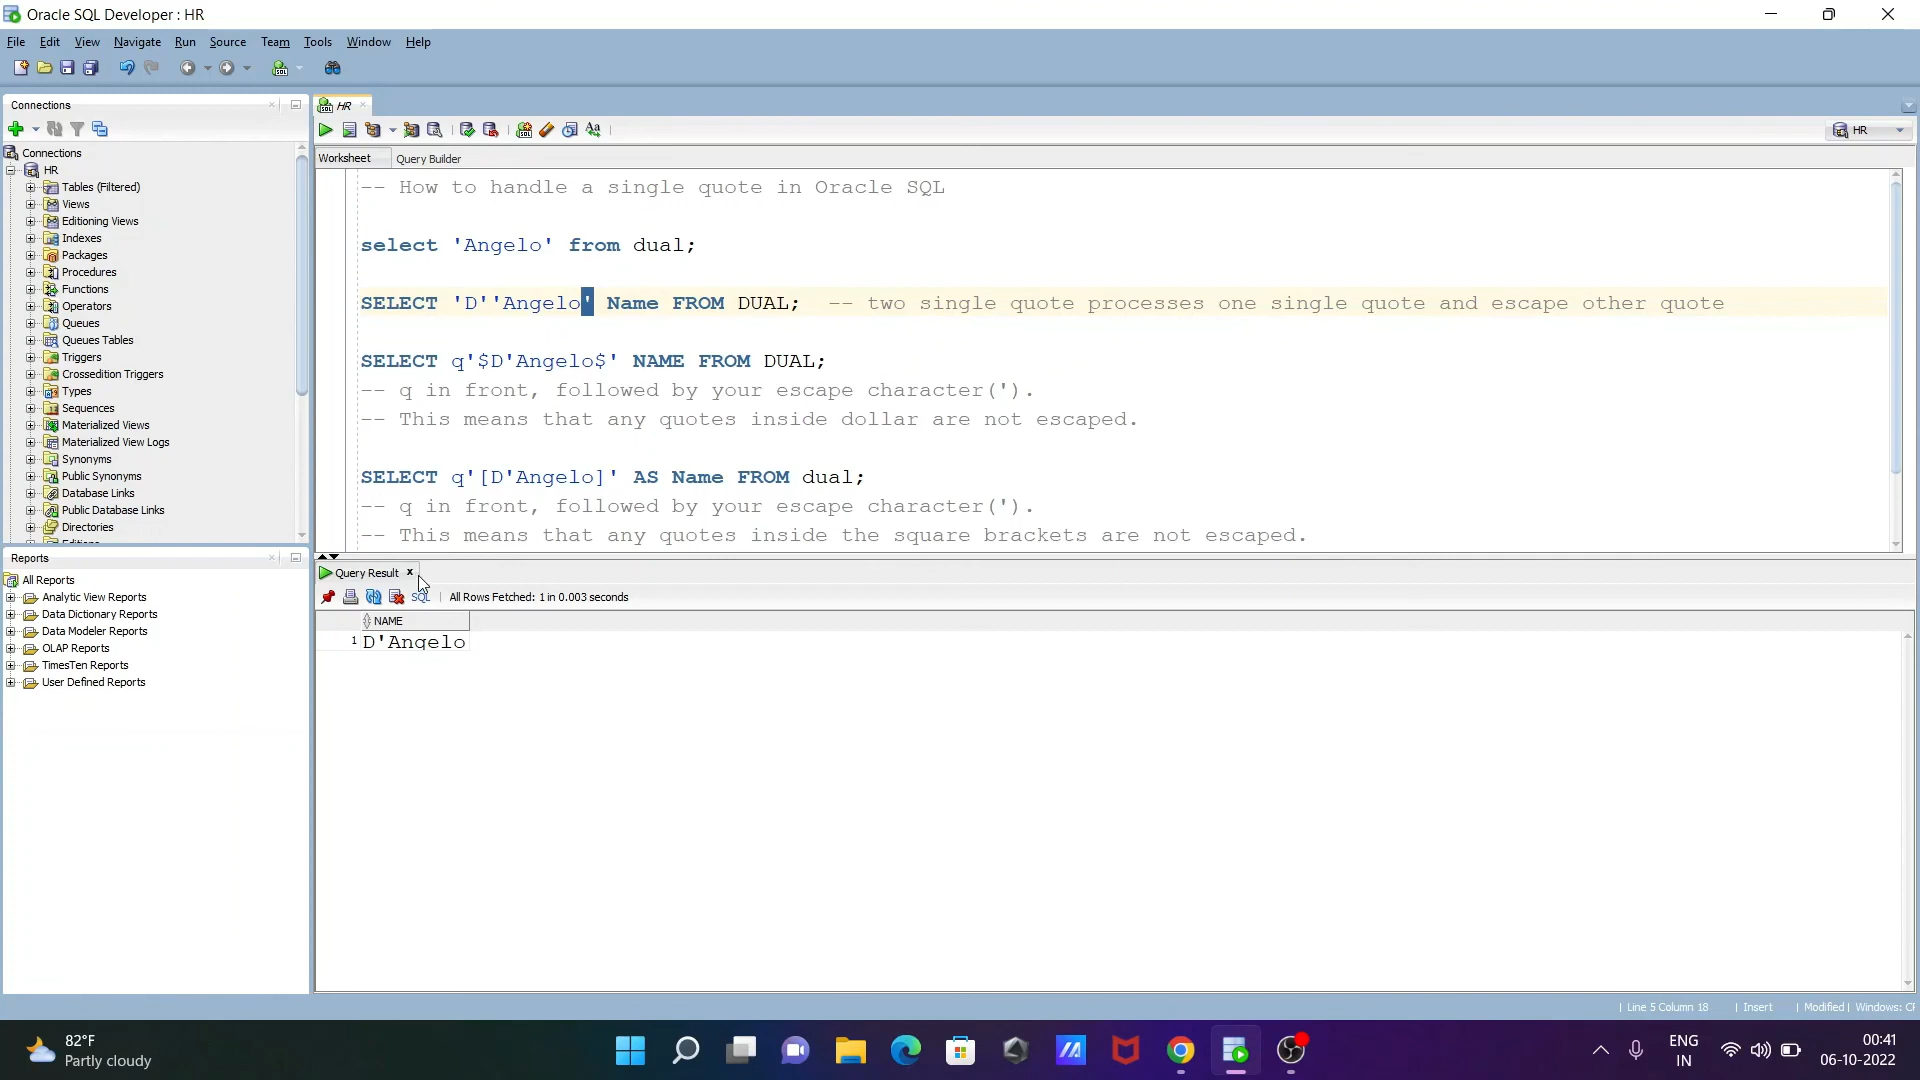 Oracle SQL Developer : HR
File Edit View Navigate Run Source Team Tools Window Help
Connections
HR
HR
Worksheet Query Builder
Connections
HR
Tables (Filtered)
Views
Editioning Views
Indexes
Packages
Procedures
Functions
Operators
Queues
Queues Tables
Triggers
Crossedition Triggers
Types
Sequences
Materialized Views
Materialized View Logs
Synonyms
Public Synonyms
Database Links
Public Database Links
Directories
-- How to handle a single quote in Oracle SQL
select 'Angelo' from dual;
SELECT 'D''Angelo' Name FROM DUAL;  -- two single quote processes one single quote and escape other quote
SELECT q'$D'Angelo$' NAME FROM DUAL;
-- q in front, followed by your escape character(').
-- This means that any quotes inside dollar are not escaped.
SELECT q'[D'Angelo]' AS Name FROM dual;
-- q in front, followed by your escape character(').
-- This means that any quotes inside the square brackets are not escaped.
Reports
All Reports
Analytic View Reports
Data Dictionary Reports
Data Modeler Reports
OLAP Reports
TimesTen Reports
User Defined Reports
Query Result x
SQL | All Rows Fetched: 1 in 0.003 seconds
NAME
1 D'Angelo
| Line 5 Column 18 | Insert | Modified | Windows:
82°F
Partly cloudy
ENG
IN
00:41
06-10-2022